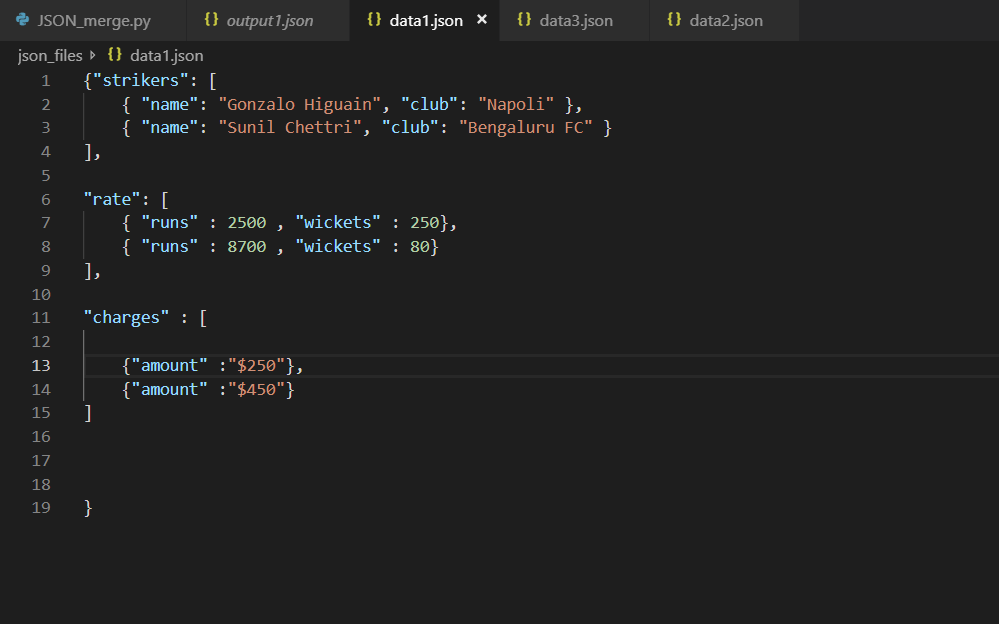 JSON_merge.py {} output1.json {} data1.json × {} data3.json {} data2.json
json_files {} data1.json
1 {"strikers": [
2 { "name": "Gonzalo Higuain", "club": "Napoli" },
3 { "name": "Sunil Chettri", "club": "Bengaluru FC" }
4 ],
5
6 "rate": [
7 { "runs" : 2500 , "wickets" : 250},
8 { "runs" : 8700 , "wickets" : 80}
9 ],
10
11 "charges" : [
12
13 {"amount" :"$250"},
14 {"amount" :"$450"}
15 ]
16
17
18
19 }